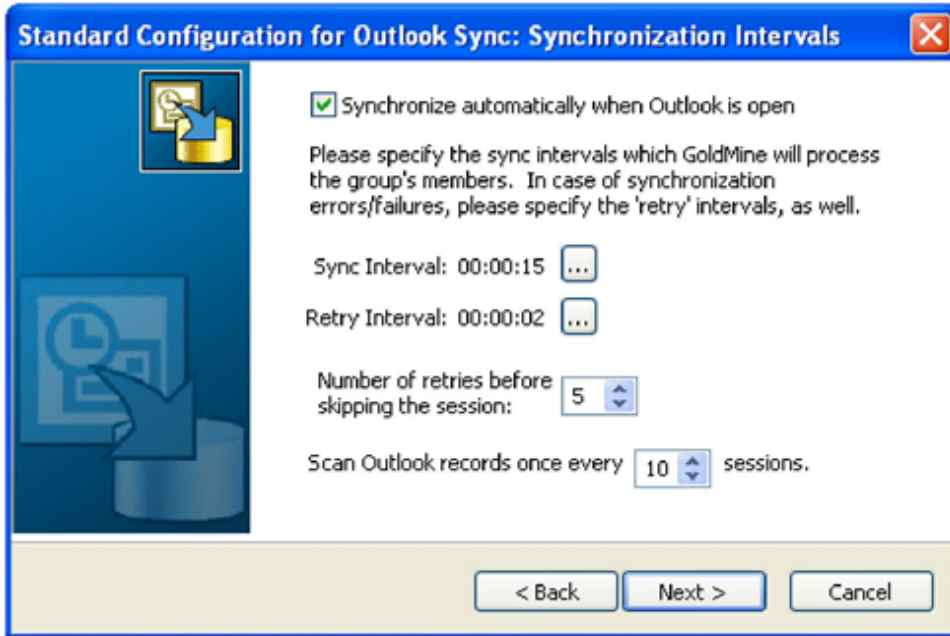 Standard Configuration for Outlook Sync: Synchronization Intervals
Synchronize automatically when Outlook is open
Please specify the sync intervals which GoldMine will process
the group's members. In case of synchronization
errors/failures, please specify the 'retry' intervals, as well.
Sync Interval: 00:00:15 ...
Retry Interval: 00:00:02 ...
Number of retries before
skipping the session: 5
Scan Outlook records once every 10 sessions.
< Back Next > Cancel